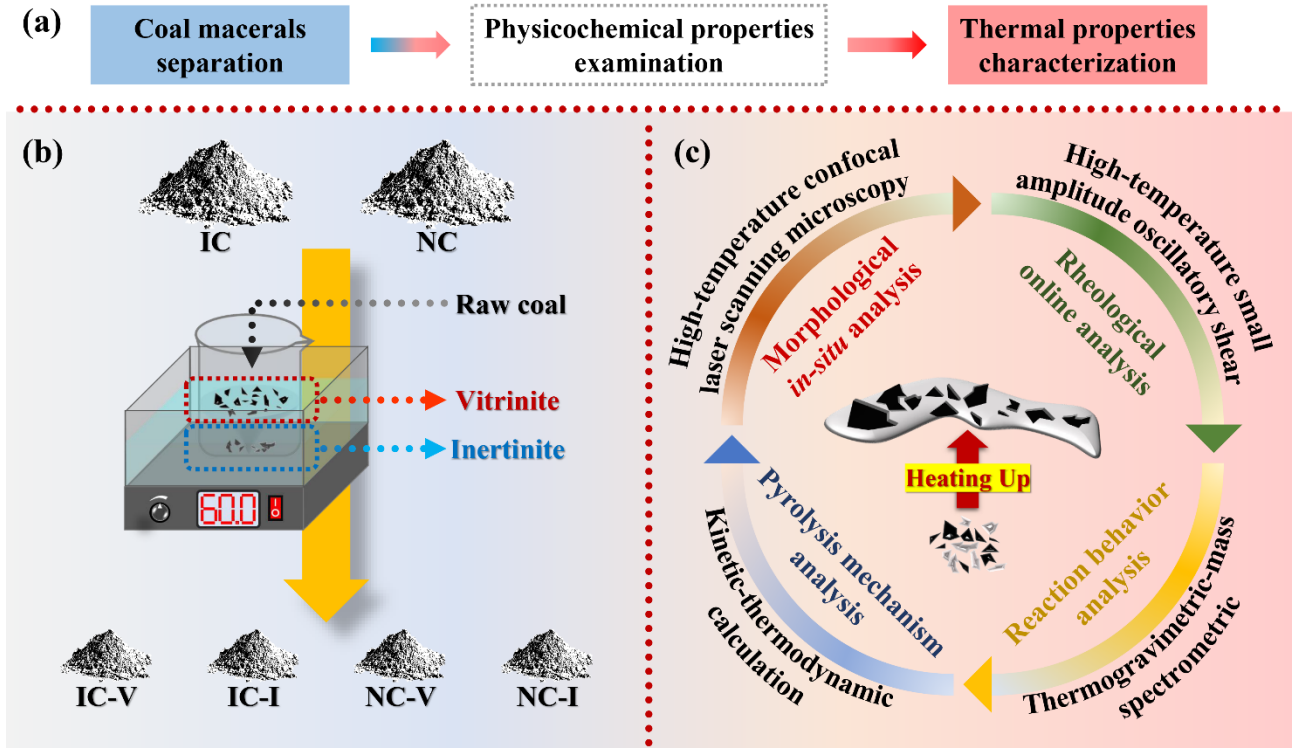 (a)
Coal macerals
separation
Physicochemical properties
examination
Thermal properties
characterization
(b)
IC
NC
Raw coal
Vitrinite
Inertinite
60.0
I
O
IC-V
IC-I
NC-V
NC-I
(c)
High-temperature confocal
laser scanning microscopy
Morphological
in-situ analysis
High-temperature small
amplitude oscillatory shear
Rheological
online analysis
Heating Up
Pyrolysis mechanism
analysis
Kinetic-thermodynamic
calculation
Reaction behavior
analysis
Thermogravimetric-mass
spectrometric